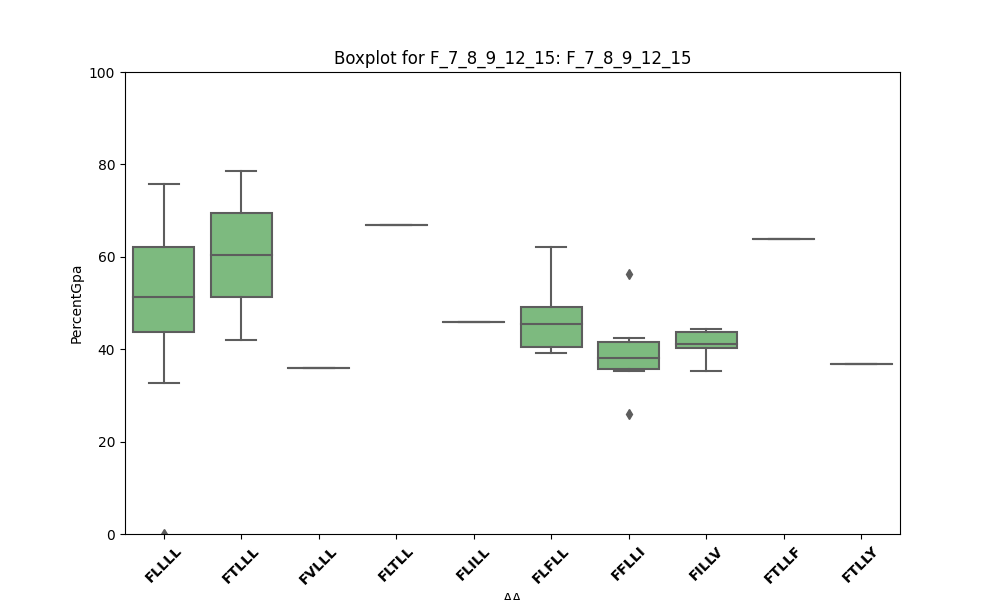 Boxplot for F_7_8_9_12_15: F_7_8_9_12_15
100
80
60
40
20
0
PercentGpa
FLLLL
FTLLL
FVLLL
FLTLL
FLILL
FLFLL
FFLLI
FILLV
FTLLF
FTLLY
AA